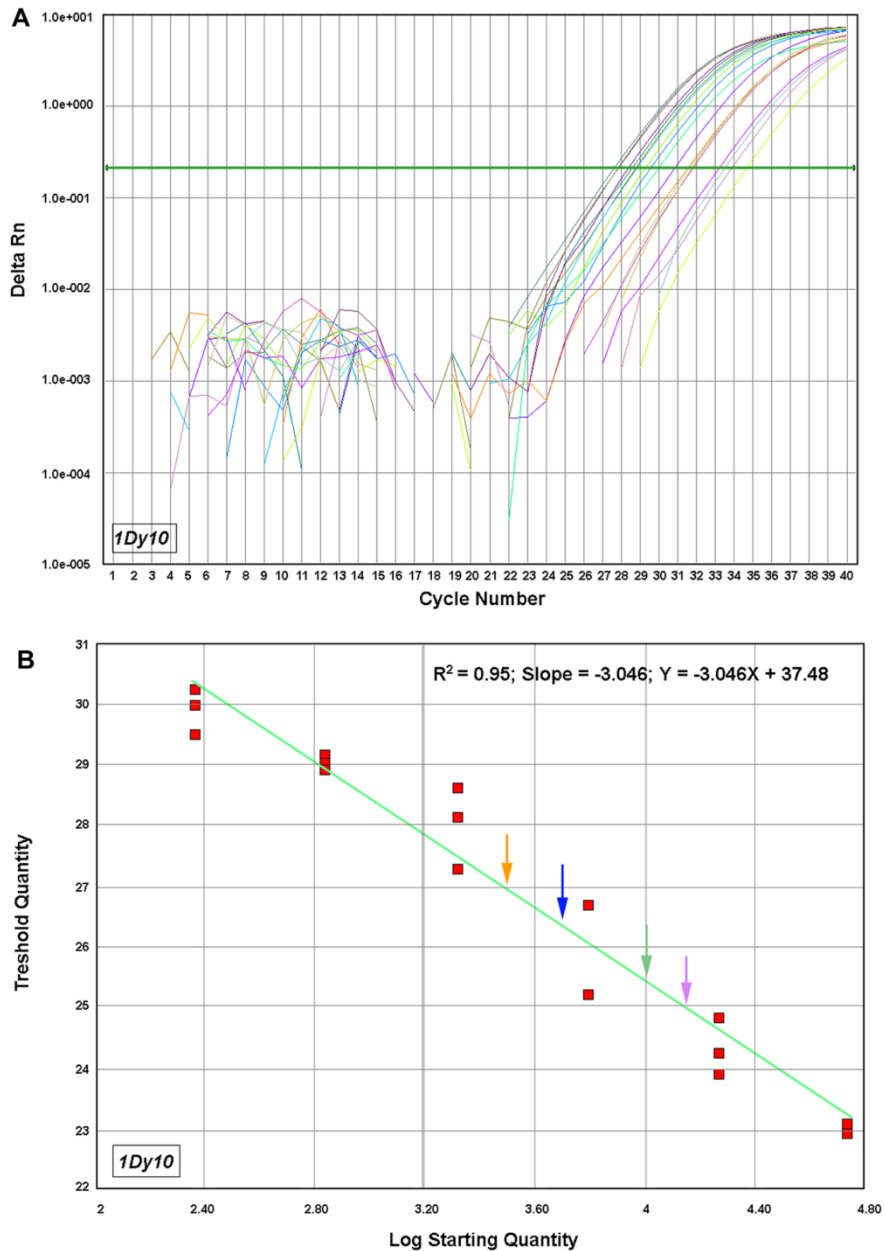 A
1.0e+001
1.0e+000
1.0e-001
1.0e-002
1.0e-003
1.0e-004
1.0e-005
Delta Rn
1Dy10
1 2 3 4 5 6 7 8 9 10 11 12 13 14 15 16 17 18 19 20 21 22 23 24 25 26 27 28 29 30 31 32 33 34 35 36 37 38 39 40
Cycle Number
B
R² = 0.95; Slope = -3.046; Y = -3.046X + 37.48
31
30
29
28
27
26
25
24
23
22
Treshold Quantity
1Dy10
2 2.40 2.80 3.20 3.60 4 4.40 4.80
Log Starting Quantity